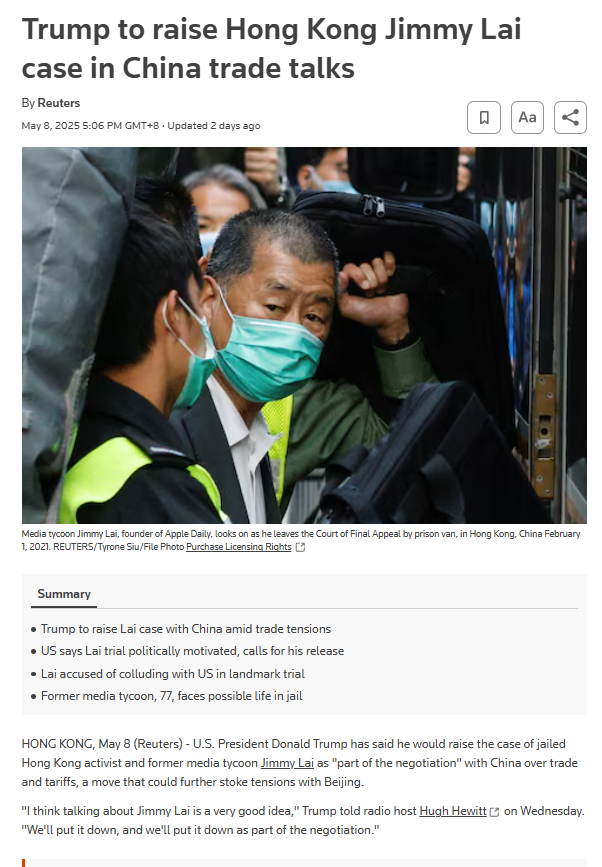 Trump to raise Hong Kong Jimmy Lai
case in China trade talks
By Reuters
May 8, 2025 5:06 PM GMT+8 · Updated 2 days ago
Aa
Media tycoon Jimmy Lai, founder of Apple Daily, looks on as he leaves the Court of Final Appeal by prison van, in Hong Kong, China February
1, 2021. REUTERS/Tyrone Siu/File Photo Purchase Licensing Rights
Summary
• Trump to raise Lai case with China amid trade tensions
• US says Lai trial politically motivated, calls for his release
• Lai accused of colluding with US in landmark trial
• Former media tycoon, 77, faces possible life in jail
HONG KONG, May 8 (Reuters) - U.S. President Donald Trump has said he would raise the case of jailed
Hong Kong activist and former media tycoon Jimmy Lai as "part of the negotiation" with China over trade
and tariffs, a move that could further stoke tensions with Beijing.
"I think talking about Jimmy Lai is a very good idea," Trump told radio host Hugh Hewitt on Wednesday.
"We'll put it down, and we'll put it down as part of the negotiation."